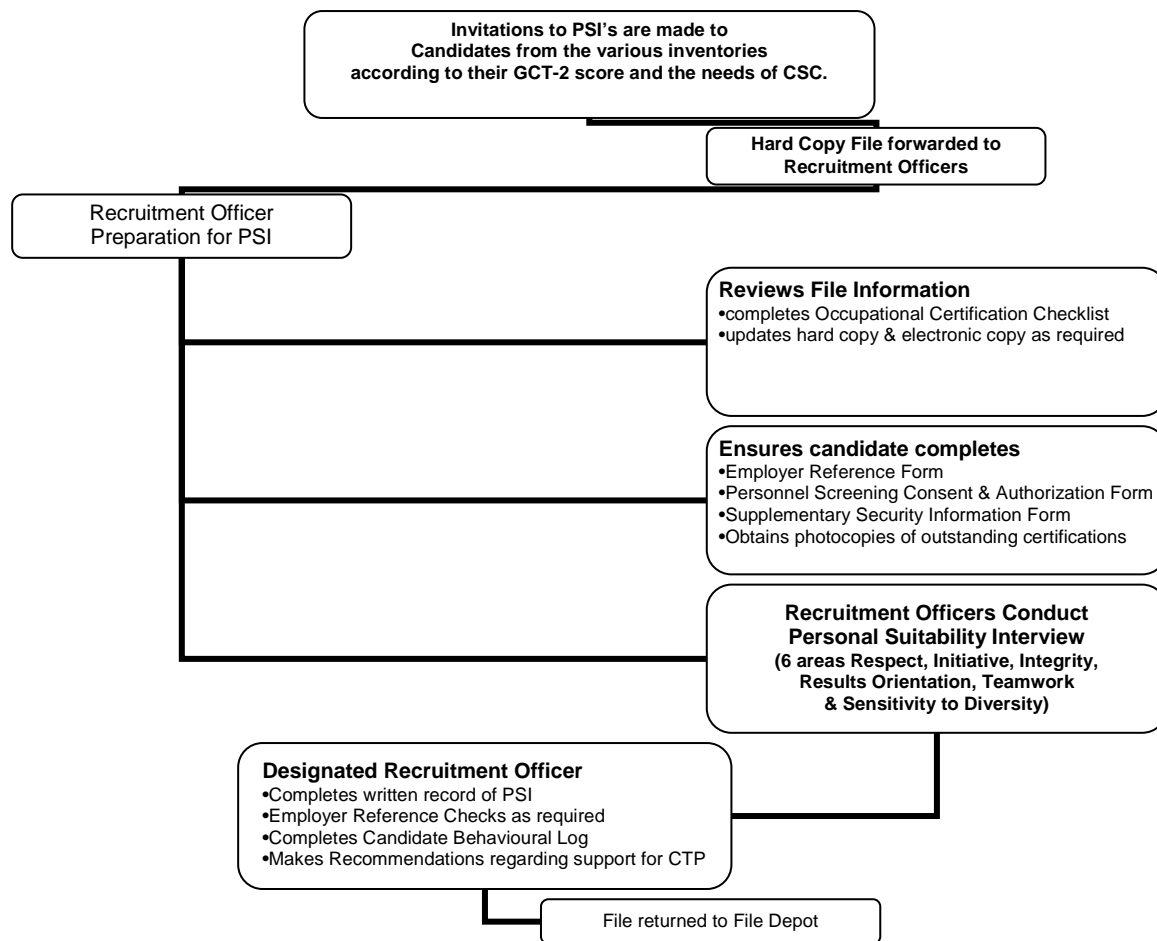 Invitations to PSI's are made to
Candidates from the various inventories
according to their GCT-2 score and the needs of CSC.
Hard Copy File forwarded to
Recruitment Officers
Recruitment Officer
Preparation for PSI
Reviews File Information
•completes Occupational Certification Checklist
•updates hard copy & electronic copy as required
Ensures candidate completes
•Employer Reference Form
•Personnel Screening Consent & Authorization Form
•Supplementary Security Information Form
•Obtains photocopies of outstanding certifications
Recruitment Officers Conduct
Personal Suitability Interview
(6 areas Respect, Initiative, Integrity,
Results Orientation, Teamwork
& Sensitivity to Diversity)
Designated Recruitment Officer
•Completes written record of PSI
•Employer Reference Checks as required
•Completes Candidate Behavioural Log
•Makes Recommendations regarding support for CTP
File returned to File Depot